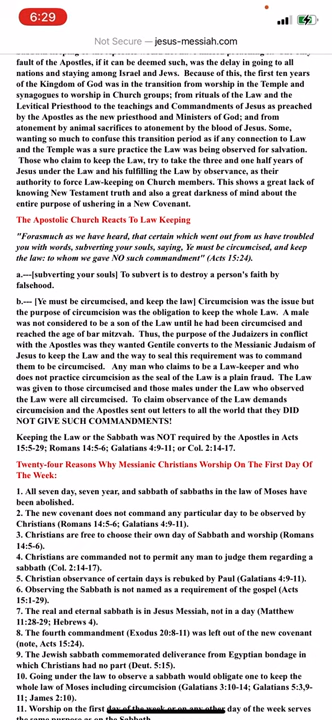 6:29
Not Secure — jesus-messiah.com
fault of the Apostles, if it can be deemed such, was the delay in going to all
nations and staying among Israel and Jews. Because of this, the first ten years
of the Kingdom of God was in the transition from worship in the Temple and
synagogues to worship in Church groups; from rituals of the Law and the
Levitical Priesthood to the teachings and Commandments of Jesus as preached
by the Apostles as the new priesthood and Ministers of God; and from
atonement by animal sacrifices to atonement by the blood of Jesus. Some,
wanting so much to confuse this transition period as if any connection to Law
and the Temple was a sure practice the Law was being observed for salvation.
Those who claim to keep the Law, try to take the three and one half years of
Jesus under the Law and his fulfilling the Law by observance, as their
authority to force Law-keeping on Church members. This shows a great lack of
knowing New Testament truth and also a great darkness of mind about the
entire purpose of ushering in a New Covenant.
The Apostolic Church Reacts To Law Keeping
"Forasmuch as we have heard, that certain which went out from us have troubled
you with words, subverting your souls, saying, Ye must be circumcised, and keep
the law: to whom we gave NO such commandment" (Acts 15:24).
a.---[subverting your souls] To subvert is to destroy a person's faith by
falsehood.
b.--- [Ye must be circumcised, and keep the law] Circumcision was the issue but
the purpose of circumcision was the obligation to keep the whole Law. A male
was not considered to be a son of the Law until he had been circumcised and
reached the age of bar mitzvah. Thus, the purpose of the Judaizers in conflict
with the Apostles was they wanted Gentile converts to the Messianic Judaism of
Jesus to keep the Law and the way to seal this requirement was to command
them to be circumcised. Any man who claims to be a Law-keeper and who
does not practice circumcision as the seal of the Law is a plain fraud. The Law
was given to those circumcised and those males under the Law who observed
the Law were all circumcised. To claim observance of the Law demands
circumcision and the Apostles sent out letters to all the world that they DID
NOT GIVE SUCH COMMANDMENTS!
Keeping the Law or the Sabbath was NOT required by the Apostles in Acts
15:5-29; Romans 14:5-6; Galatians 4:9-11; or Col. 2:14-17.
Twenty-four Reasons Why Messianic Christians Worship On The First Day Of
The Week:
1. All seven day, seven year, and sabbath of sabbaths in the law of Moses have
been abolished.
2. The new covenant does not command any particular day to be observed by
Christians (Romans 14:5-6; Galatians 4:9-11).
3. Christians are free to choose their own day of Sabbath and worship (Romans
14:5-6).
4. Christians are commanded not to permit any man to judge them regarding a
sabbath (Col. 2:14-17).
5. Christian observance of certain days is rebuked by Paul (Galatians 4:9-11).
6. Observing the Sabbath is not named as a requirement of the gospel (Acts
15:1-29).
7. The real and eternal sabbath is in Jesus Messiah, not in a day (Matthew
11:28-29; Hebrews 4).
8. The fourth commandment (Exodus 20:8-11) was left out of the new covenant
(note, Acts 15:24).
9. The Jewish sabbath commemorated deliverance from Egyptian bondage in
which Christians had no part (Deut. 5:15).
10. Going under the law to observe a sabbath would obligate one to keep the
whole law of Moses including circumcision (Galatians 3:10-14; Galatians 5:3,9-
11; James 2:10).
11. Worship on the first day of the week or on any other day of the week serves
the same purpose as on the Sabbath